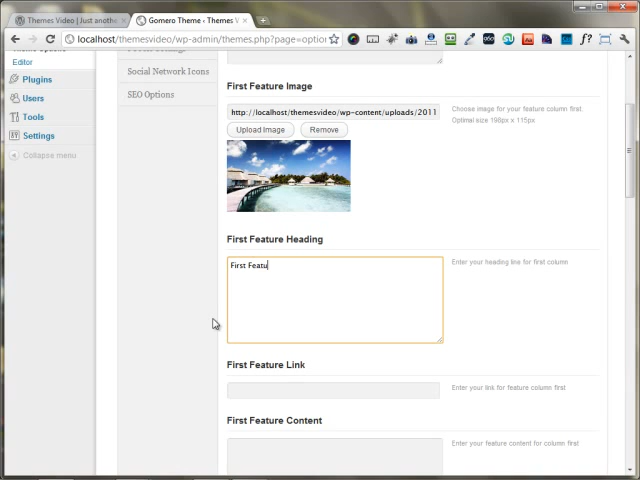 Themes Video | Just anothe
Gomero Theme ‹ Themes V
localhost/themesvideo/wp-admin/themes.php?page=option
Editor
Plugins
Users
Tools
Settings
Collapse menu
Social Network Icons
SEO Options
First Feature Image
http://localhost/themesvideo/wp-content/uploads/2011
Choose image for your feature column first.
Optimal size 198px x 115px
Upload Image
Remove
First Feature Heading
First Featu
Enter your heading line for first column
First Feature Link
Enter your link for feature column first
First Feature Content
Enter your feature content for column first